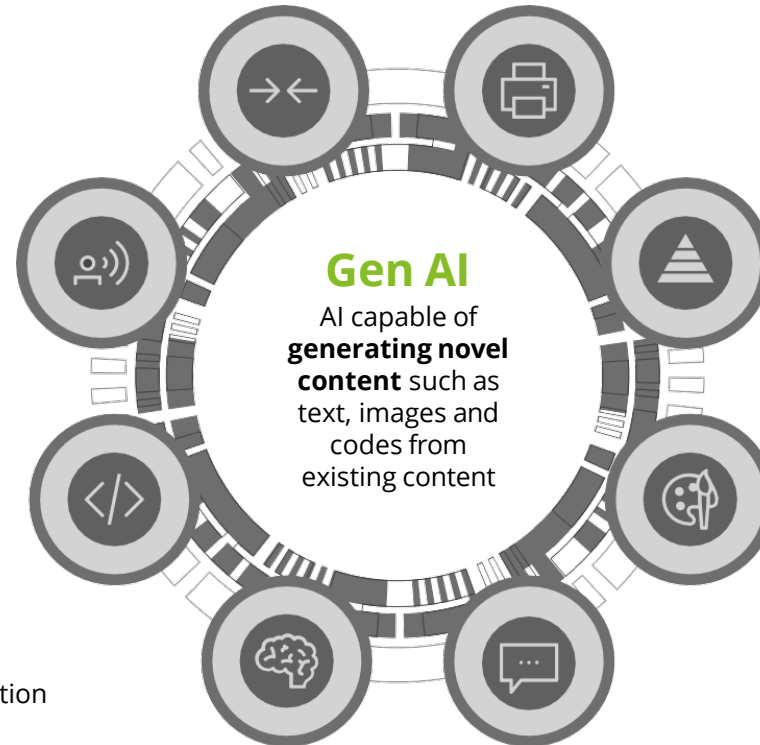 Gen AI
AI capable of
generating novel
content such as
text, images and
codes from
existing content
tion